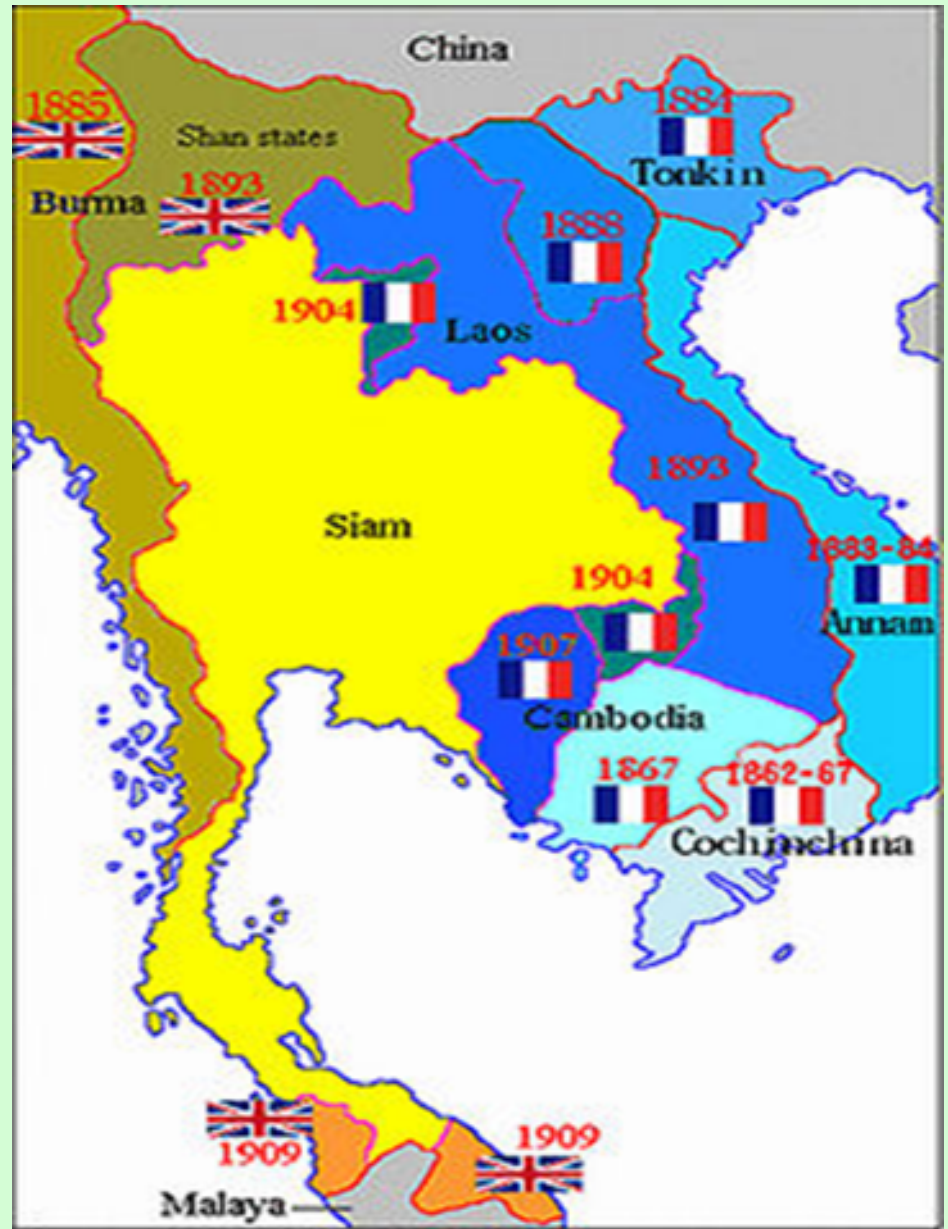 China
1885
1884
Shan states
Tonkin
1893
Burma
1888
1904
Laos
1893
Siam
1883-84
1904
Annam
1907
Cambodia
1867
1862-67
Cochinchina
1909
1909
Malaya